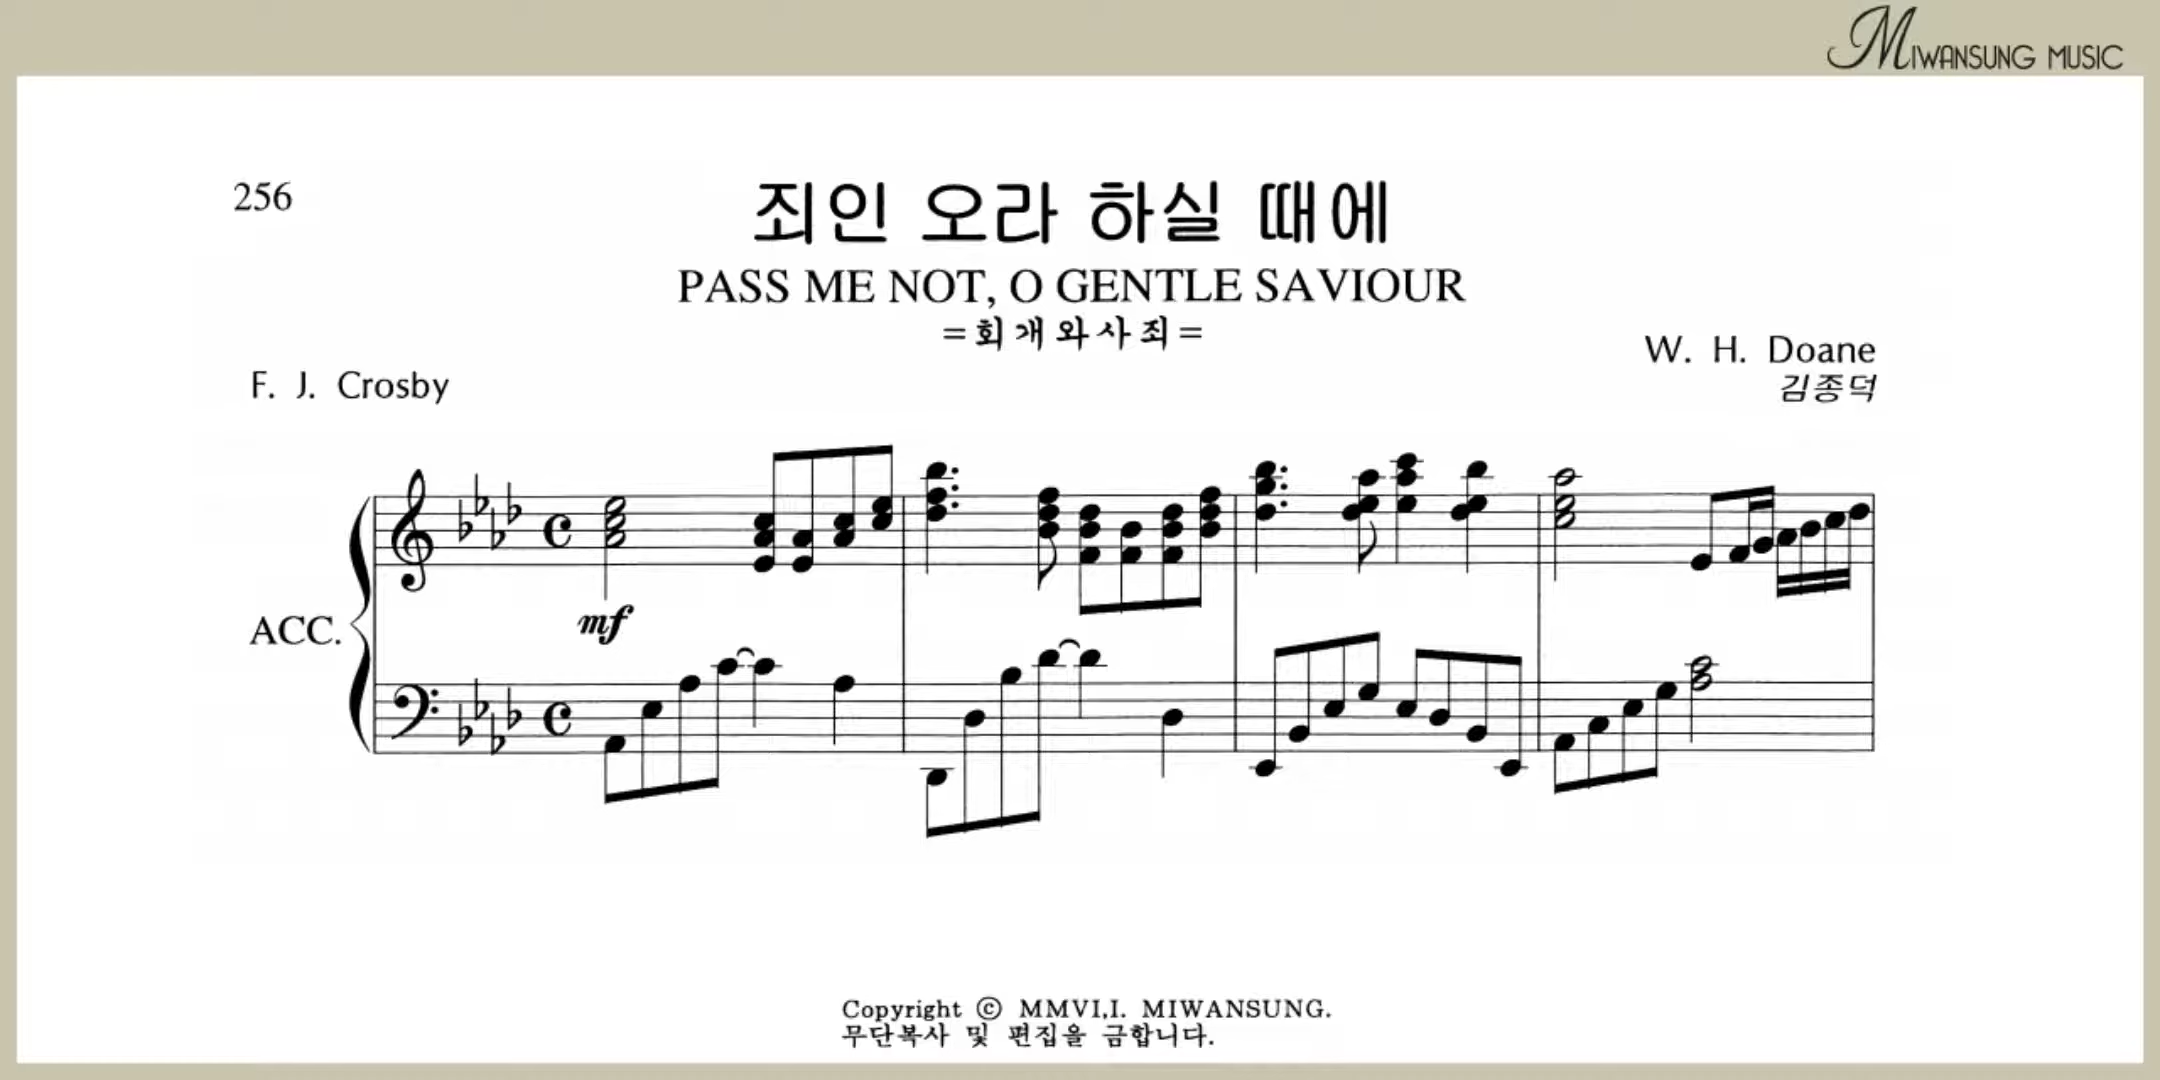 MIWANSUNG MUSIC
256
죄인 오라 하실 때에
PASS ME NOT, O GENTLE SAVIOUR
=회개와사죄=
W. H. Doane
F. J. Crosby
김종덕
mf
ACC.
Copyright ⓒ MMVI,I. MIWANSUNG.
무단복사 및 편집을 금합니다.